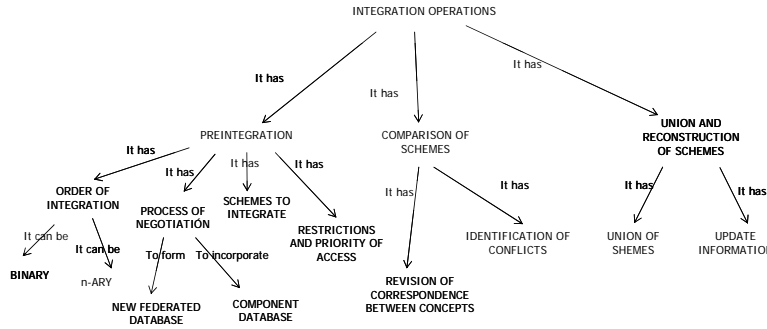 INTEGRATION OPERATIONS
It has
It has
It has
PREINTEGRATION
COMPARISON OF
SCHEMES
UNION AND
RECONSTRUCTION
OF SCHEMES
It has
It has
It has
It has
It has
It has
It has
It has
ORDER OF
INTEGRATION
PROCESS OF
NEGOTIATION
SCHEMES TO
INTEGRATE
RESTRICTIONS
AND PRIORITY OF
ACCESS
IDENTIFICATION OF
CONFLICTS
UNION OF
SHEMES
UPDATE
INFORMATIO
It can be
It can be
To form
To incorporate
BINARY
n-ARY
NEW FEDERATED
DATABASE
COMPONENT
DATABASE
REVISION OF
CORRESPONDENCE
BETWEEN CONCEPTS